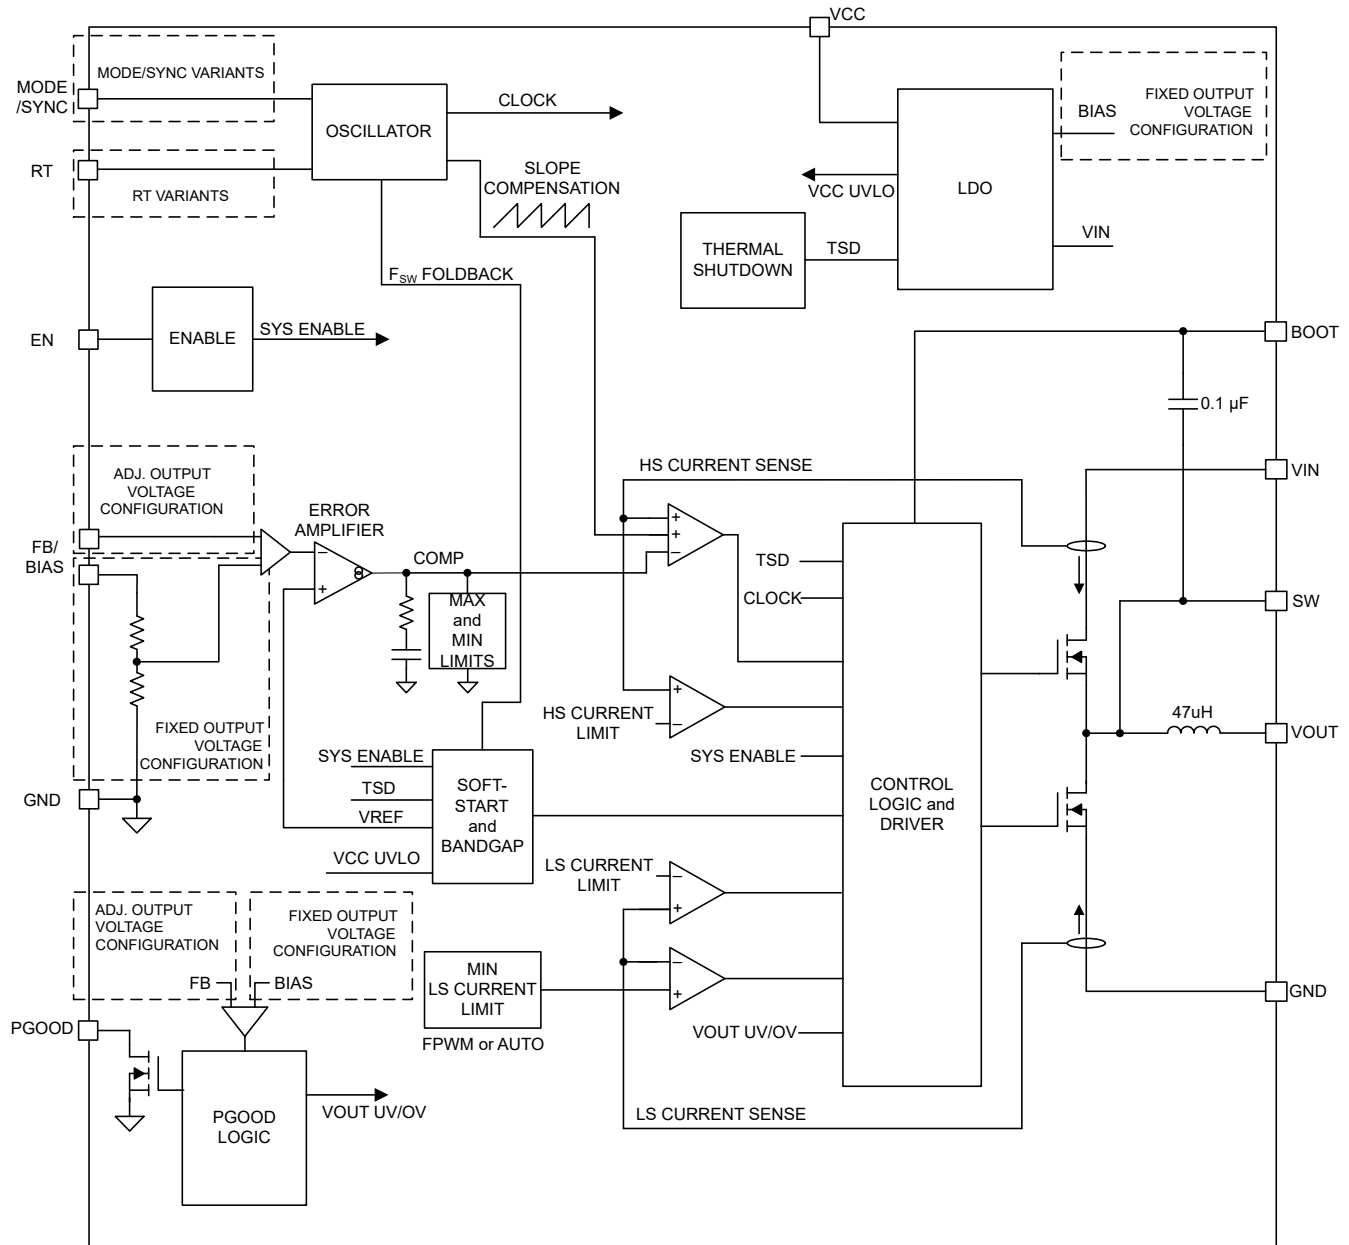 VCC
MODE/SYNC VARIANTS
MODE
/SYNC
OSCILLATOR
CLOCK
RT
RT VARIANTS
SLOPE
COMPENSATION
FSW FOLDBACK
FIXED OUTPUT
VOLTAGE
CONFIGURATION
BIAS
LDO
VCC UVLO
THERMAL
SHUTDOWN
TSD
VIN
EN
ENABLE
SYS ENABLE
BOOT
0.1 µF
ADJ. OUTPUT
VOLTAGE
CONFIGURATION
FB/
BIAS
ERROR
AMPLIFIER
−
+
COMP
MAX
and
MIN
LIMITS
HS CURRENT SENSE
+
+
−
VIN
TSD
CLOCK
SW
FIXED OUTPUT
VOLTAGE
CONFIGURATION
GND
HS CURRENT
LIMIT
+
−
SYS ENABLE
CONTROL
LOGIC and
DRIVER
47uH
VOUT
SYS ENABLE
TSD
VREF
VCC UVLO
SOFT-
START
and
BANDGAP
LS CURRENT
LIMIT
−
+
ADJ. OUTPUT
VOLTAGE
CONFIGURATION
FIXED OUTPUT
VOLTAGE
CONFIGURATION
FB
BIAS
MIN
LS CURRENT
LIMIT
FPWM or AUTO
−
+
GND
VOUT UV/OV
PGOOD
PGOOD
LOGIC
VOUT UV/OV
LS CURRENT SENSE